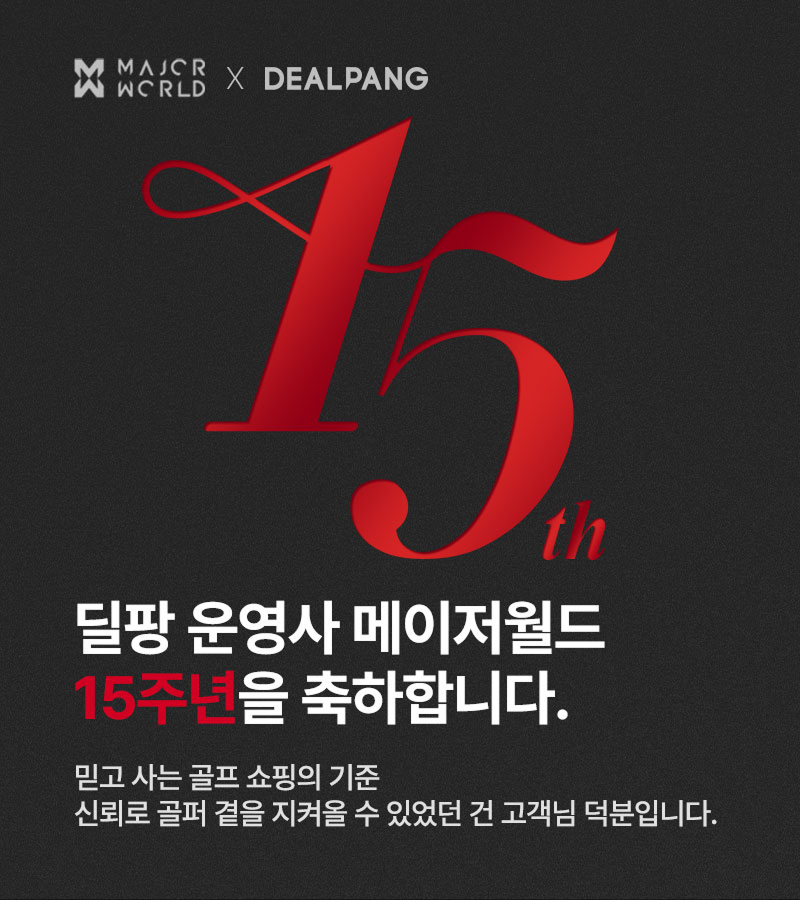 MAJOR WORLD X DEALPANG
15th
딜팡 운영사 메이저월드
15주년을 축하합니다.
믿고 사는 골프 쇼핑의 기준
신뢰로 골퍼 곁을 지켜올 수 있었던 건 고객님 덕분입니다.